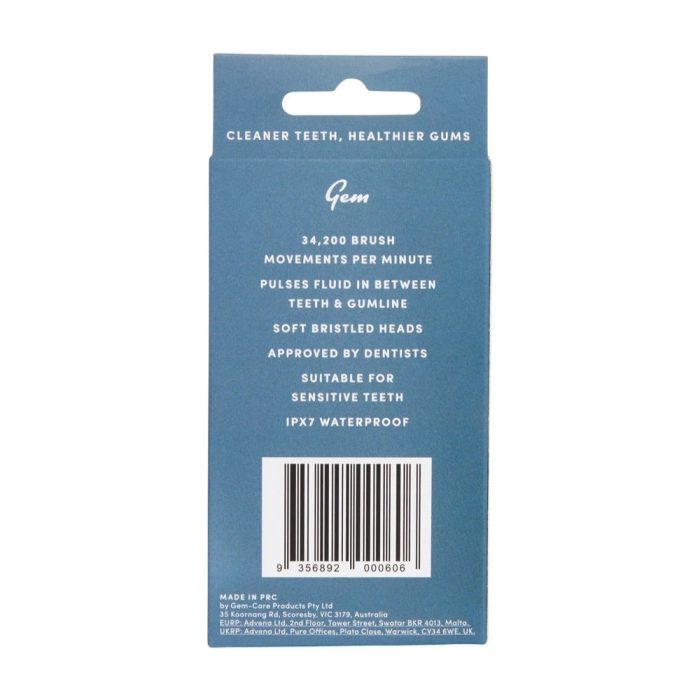 CLEANER TEETH, HEALTHIER GUMS
Gem
34,200 BRUSH
MOVEMENTS PER MINUTE
PULSES FLUID IN BETWEEN
TEETH & GUMLINE
SOFT BRISTLED HEADS
APPROVED BY DENTISTS
SUITABLE FOR
SENSITIVE TEETH
IPX7 WATERPROOF
9 356892 000606
MADE IN PRC
by Gem-Care Products Pty Ltd
35 Koornang Rd, Scoresby, VIC 3179, Australia
EURP: Advena Ltd, 2nd Floor, Tower Street, Swatar BKR 4013, Malta.
UKRP: Advena Ltd, Pure Offices, Plato Close, Warwick, CV34 6WE, UK.